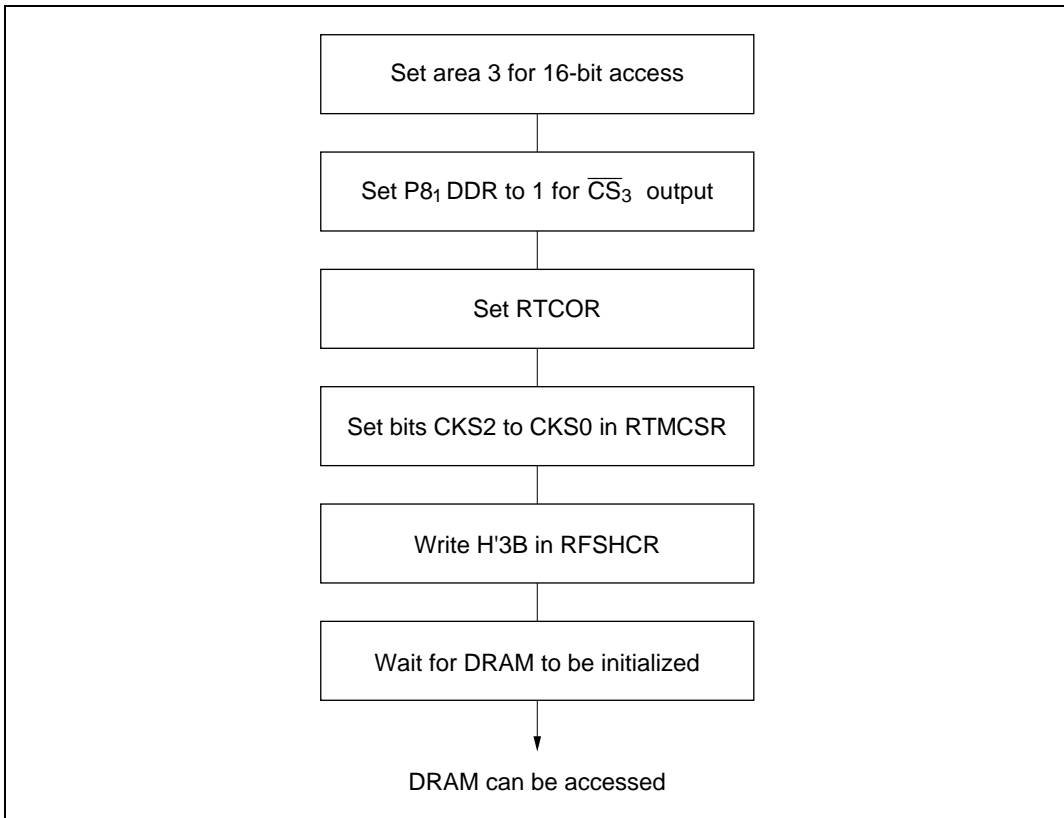 Set area 3 for 16-bit access
Set P8₁ DDR to 1 for C̅S̅₃ output
Set RTCOR
Set bits CKS2 to CKS0 in RTMCSR
Write H'3B in RFSHCR
Wait for DRAM to be initialized
DRAM can be accessed